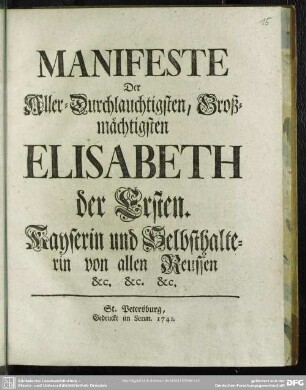 15
MANIFESTE
Der
Aller-Durchlauchtigsten, Groß-
mächtigsten
ELISABETH
der Ersten.
Kayserin und Selbsthalte-
rin von allen Reussen
&c. &c. &c.
St. Petersburg,
Gedruckt im Senat. 1742.